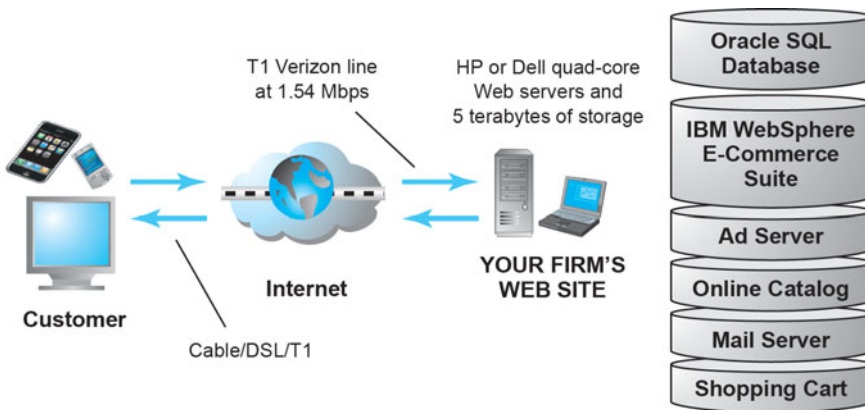 T1 Verizon line
at 1.54 Mbps
HP or Dell quad-core
Web servers and
5 terabytes of storage
Customer
Internet
YOUR FIRM'S
WEB SITE
Cable/DSL/T1
Oracle SQL
Database
IBM WebSphere
E-Commerce
Suite
Ad Server
Online Catalog
Mail Server
Shopping Cart